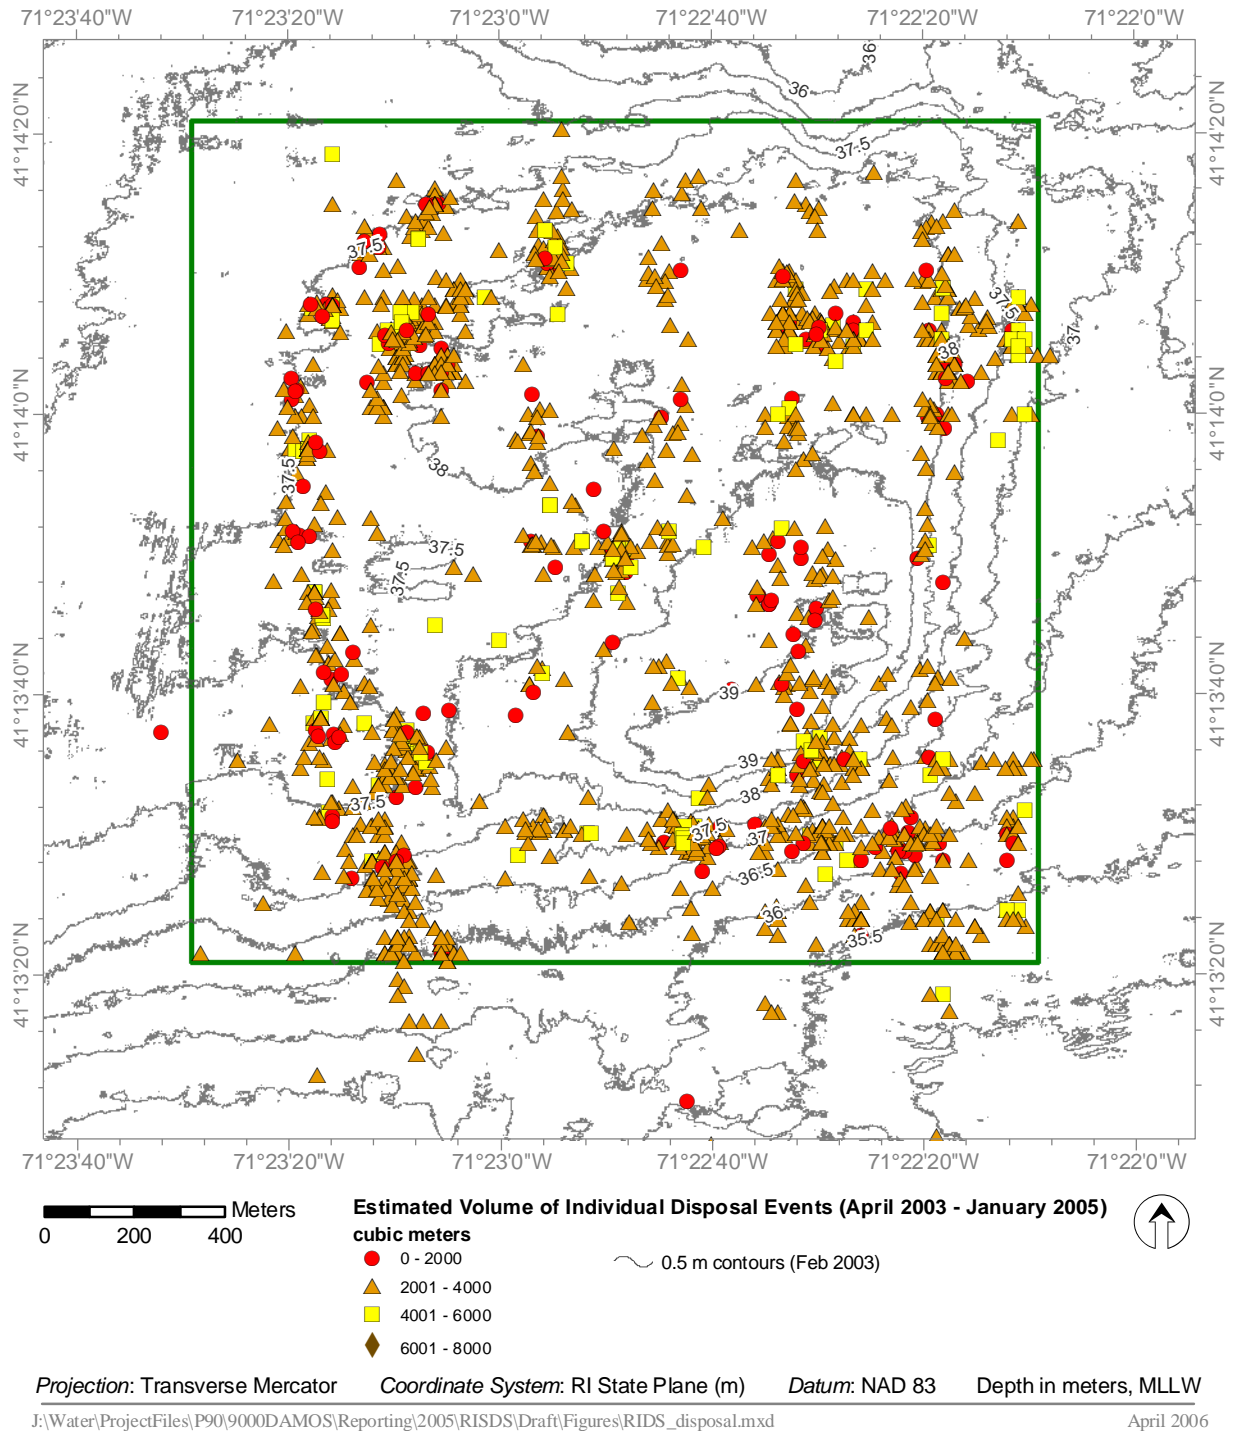 71°23'40"W 71°23'20"W 71°23'0"W 71°22'40"W 71°22'20"W 71°22'0"W
36
36
41°14'20"N 41°14'20"N
37.5
37.5
37.5
37
38
41°14'0"N 41°14'0"N
38
37.5
37.5
37.5
41°13'40"N 41°13'40"N
39
39
38
37.5
37.5
37
36.5
36
35.5
41°13'20"N 41°13'20"N
71°23'40"W 71°23'20"W 71°23'0"W 71°22'40"W 71°22'20"W 71°22'0"W
Meters
0 200 400
Estimated Volume of Individual Disposal Events (April 2003 - January 2005)
cubic meters
0 - 2000
2001 - 4000
4001 - 6000
6001 - 8000
0.5 m contours (Feb 2003)
Projection: Transverse Mercator Coordinate System: RI State Plane (m) Datum: NAD 83 Depth in meters, MLLW
J:\Water\ProjectFiles\P90\9000DAMOS\Reporting\2005\RISDS\Draft\Figures\RIDS_disposal.mxd April 2006